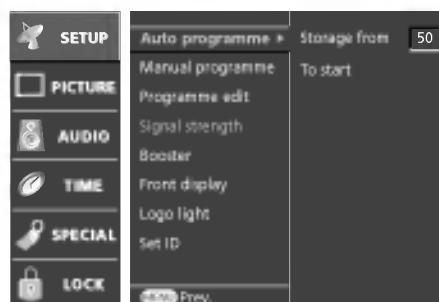 SETUP
PICTURE
AUDIO
TIME
SPECIAL
LOCK
Auto programme
Manual programme
Programme edit
Signal strength
Booster
Front display
Logo light
Set ID
MENU Prev.
Storage from 50
To start